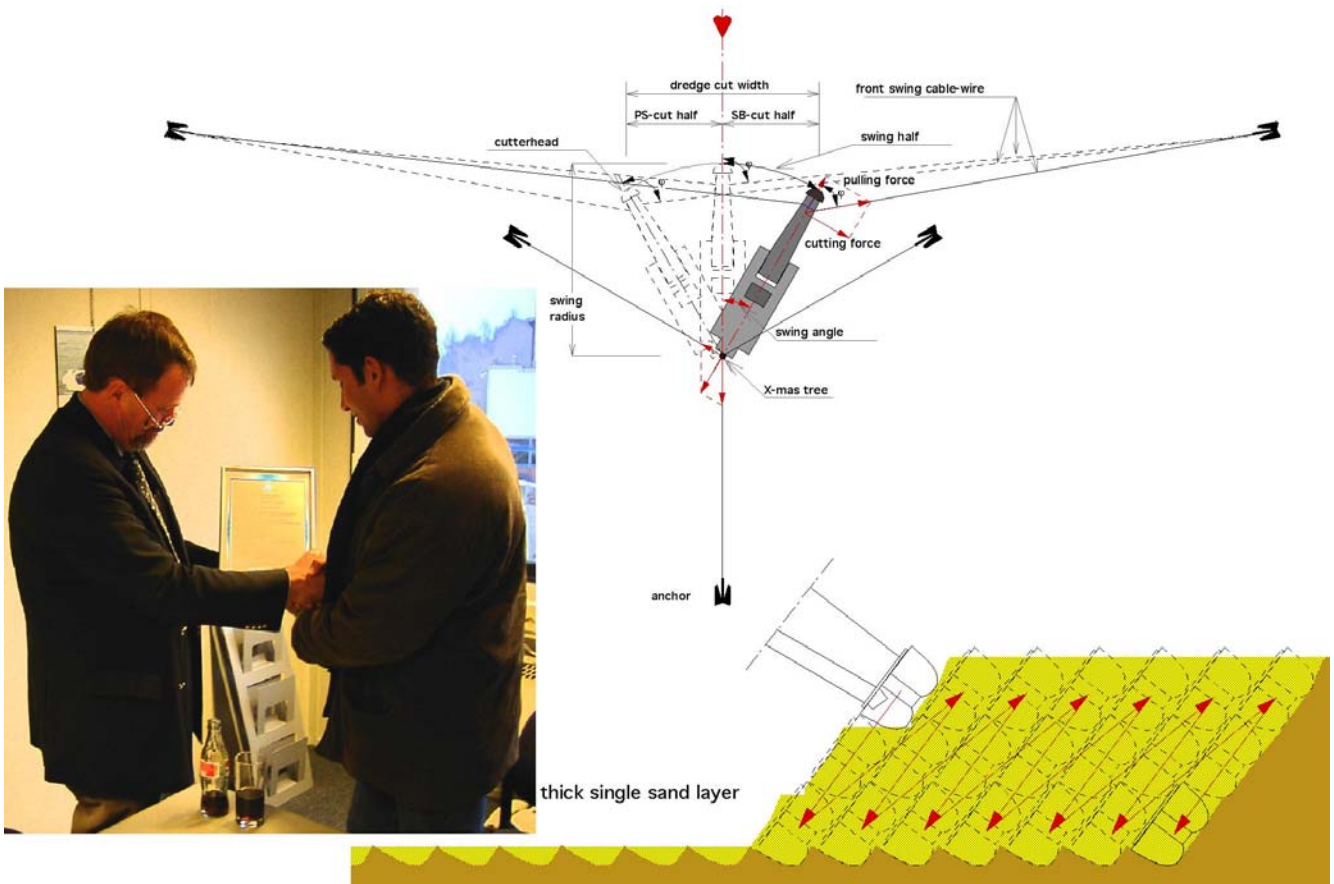 dredge cut width
front swing cable-wire
PS-cut half
SB-cut half
swing half
cutterhead
φ
φ
φ
pulling force
cutting force
swing
radius
swing angle
X-mas tree
anchor
thick single sand layer